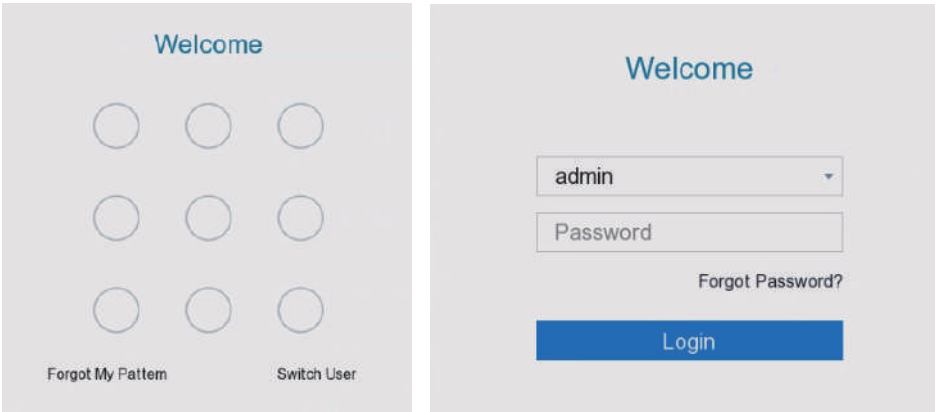 Welcome
Forgot My Pattern
Switch User
Welcome
admin
Password
Forgot Password?
Login